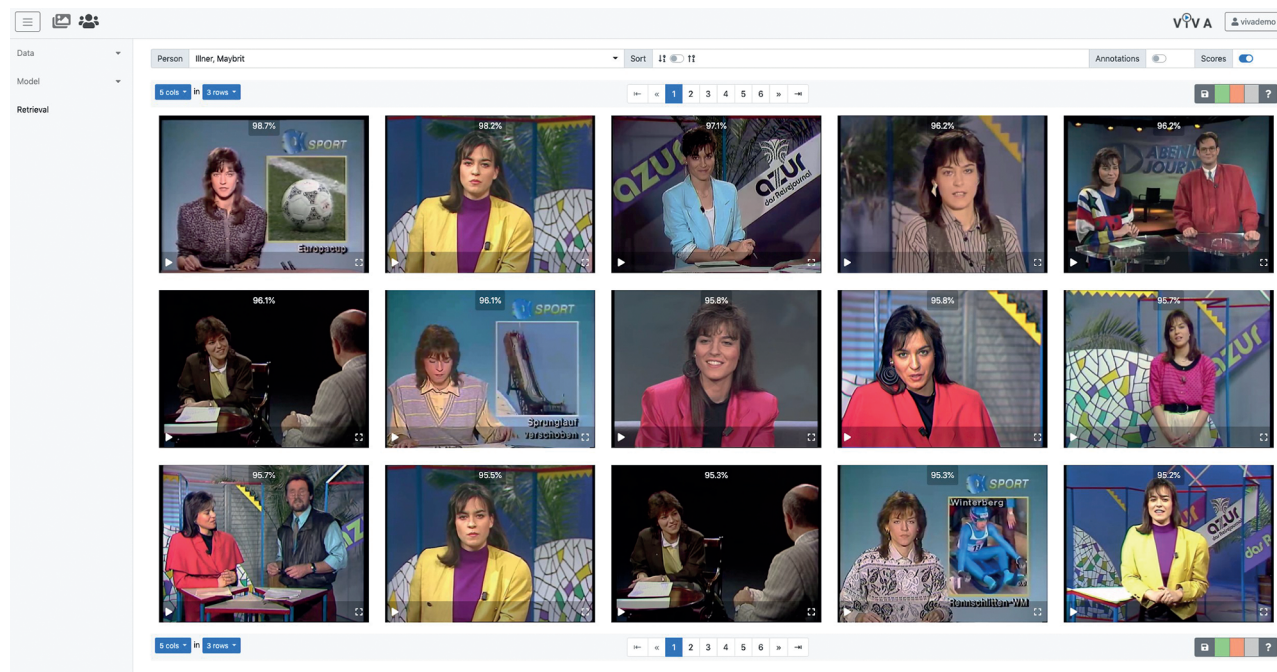 VIVA
vivademo
Data
Model
Retrieval
Person
Illner, Maybrit
Sort
Annotations
Scores
5 cols in 3 rows
⇤ « 1 2 3 4 5 6 » ⇥
?
98.7%
SPORT
Europacup
98.2%
97.1%
azur
azur
das Reisejournal
96.2%
96.2%
ABEN
JOUR
96.1%
96.1%
SPORT
Sprunglauf
verschoben
95.8%
95.8%
95.7%
azur
95.7%
95.5%
95.3%
95.3%
SPORT
Winterberg
Rennschlitten-WM
95.2%
azur
das R
5 cols in 3 rows
⇤ « 1 2 3 4 5 6 » ⇥
?